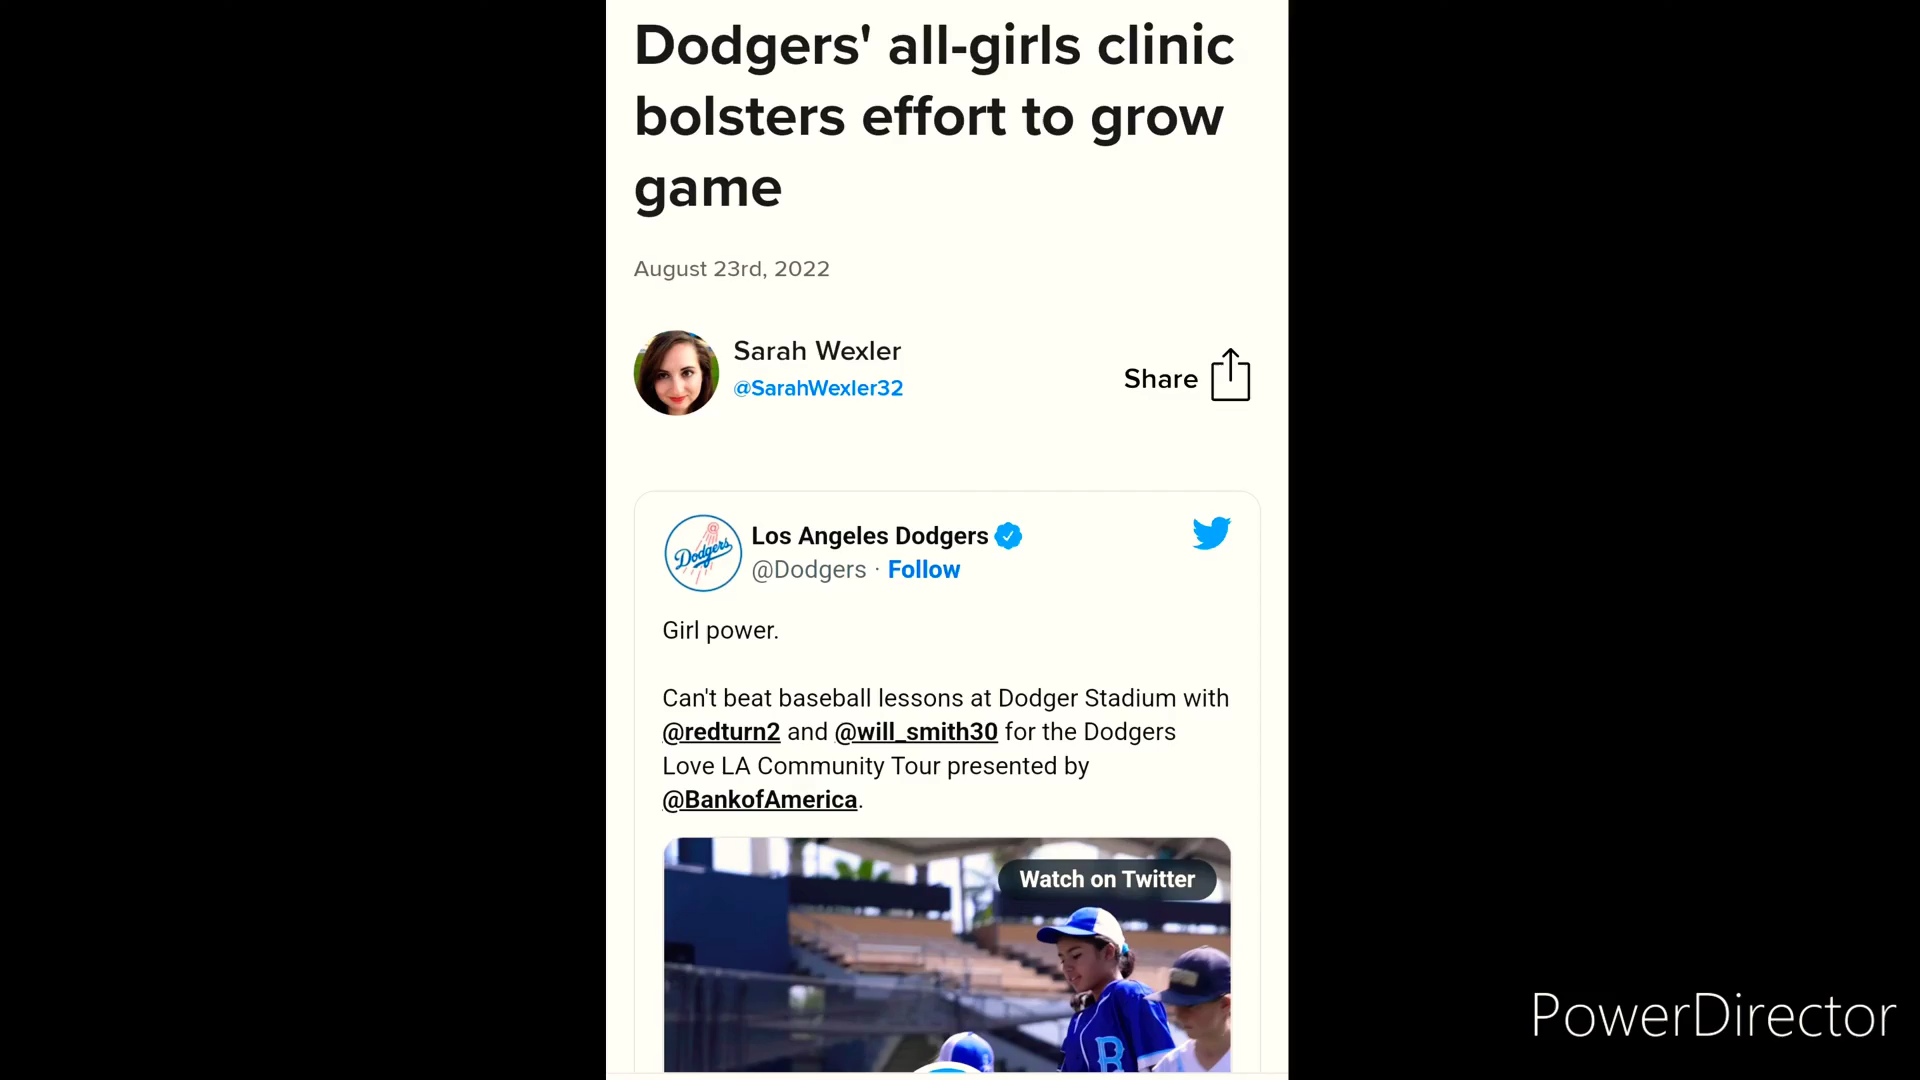 Dodgers' all-girls clinic
bolsters effort to grow
game
August 23rd, 2022
Sarah Wexler
@SarahWexler32
Share
Dodgers
Los Angeles Dodgers
@Dodgers · Follow
Girl power.
Can't beat baseball lessons at Dodger Stadium with
@redturn2 and @will_smith30 for the Dodgers
Love LA Community Tour presented by
@BankofAmerica.
Watch on Twitter
B
PowerDirector